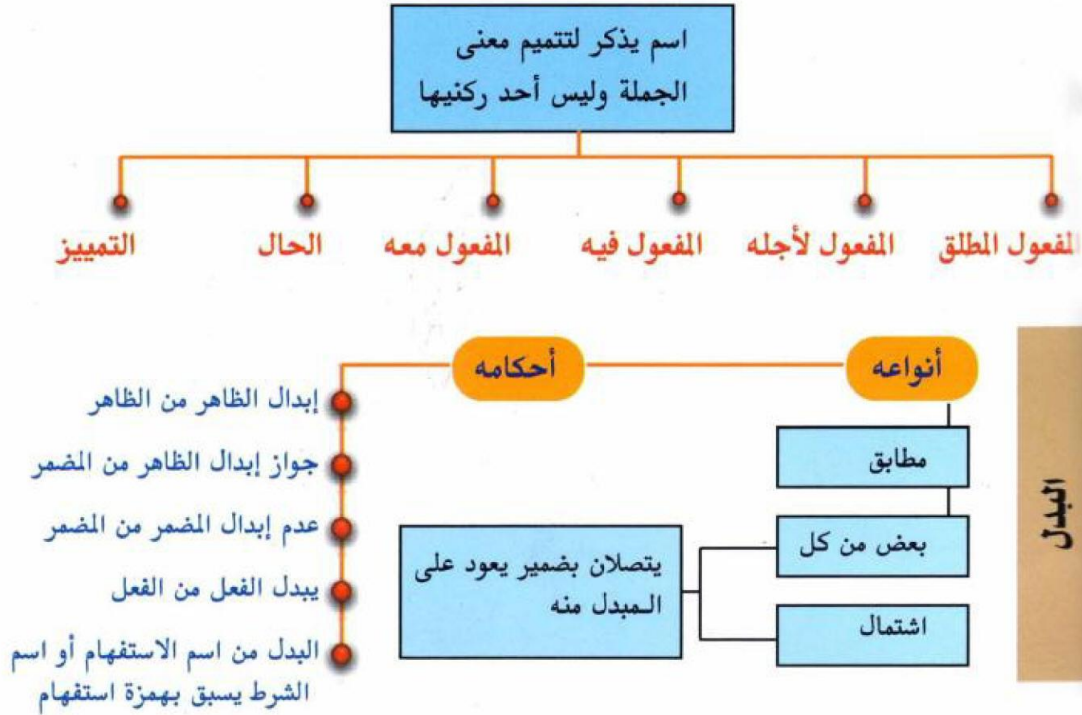 اسم يذكر لتتميم معنى
الجملة وليس أحد ركنيها
المفعول المطلق
المفعول لأجله
المفعول فيه
المفعول معه
الحال
التمييز
البدل
أنواعه
مطابق
بعض من كل
اشتمال
يتصلان بضمير يعود على
المبدل منه
أحكامه
إبدال الظاهر من الظاهر
جواز إبدال الظاهر من المضمر
عدم إبدال المضمر من المضمر
يبدل الفعل من الفعل
البدل من اسم الاستفهام أو اسم
الشرط يسبق بهمزة استفهام